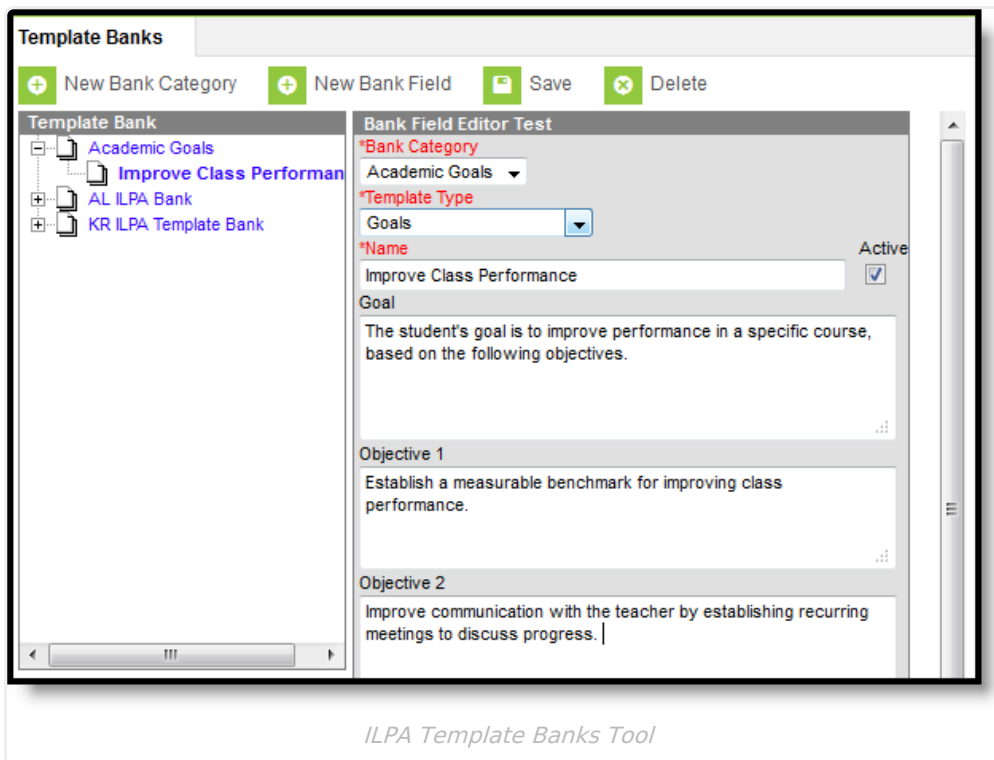 Template Banks
New Bank Category New Bank Field Save Delete
Template Bank
Academic Goals
Improve Class Performan
AL ILPA Bank
KR ILPA Template Bank
Bank Field Editor Test
*Bank Category
Academic Goals
*Template Type
Goals
*Name Active
Improve Class Performance
Goal
The student's goal is to improve performance in a specific course,
based on the following objectives.
Objective 1
Establish a measurable benchmark for improving class
performance.
Objective 2
Improve communication with the teacher by establishing recurring
meetings to discuss progress.
ILPA Template Banks Tool